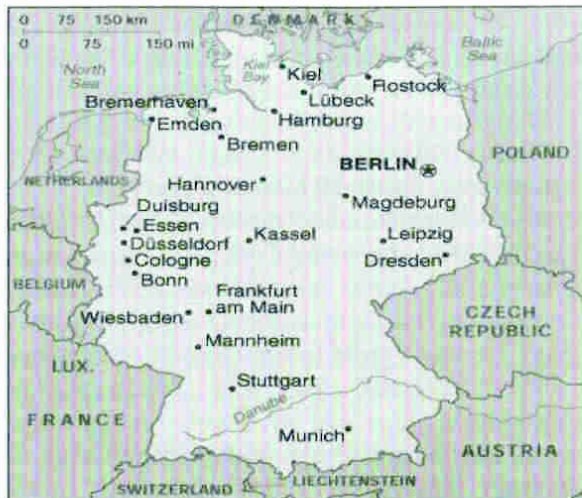 0 75 150 km
DENMARK
0 75 150 mi
Baltic
Sea
North
Sea
Kiel
Bay
Kiel
Rostock
Lübeck
Bremerhaven
Emden
Hamburg
Bremen
BERLIN
POLAND
NETHERLANDS
Hannover
Magdeburg
Duisburg
Essen
Düsseldorf
Kassel
Leipzig
Cologne
Dresden
Bonn
BELGIUM
Frankfurt
am Main
Wiesbaden
CZECH
REPUBLIC
Mannheim
LUX.
Stuttgart
Danube
FRANCE
Munich
AUSTRIA
LIECHTENSTEIN
SWITZERLAND